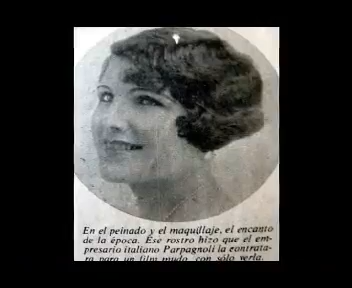 En el peinado y el maquillaje, el encanto
de la época. Ese rostro hizo que el em-
presario italiano Parpagnoli la contrata-
ra para un film mudo, con sólo verla.